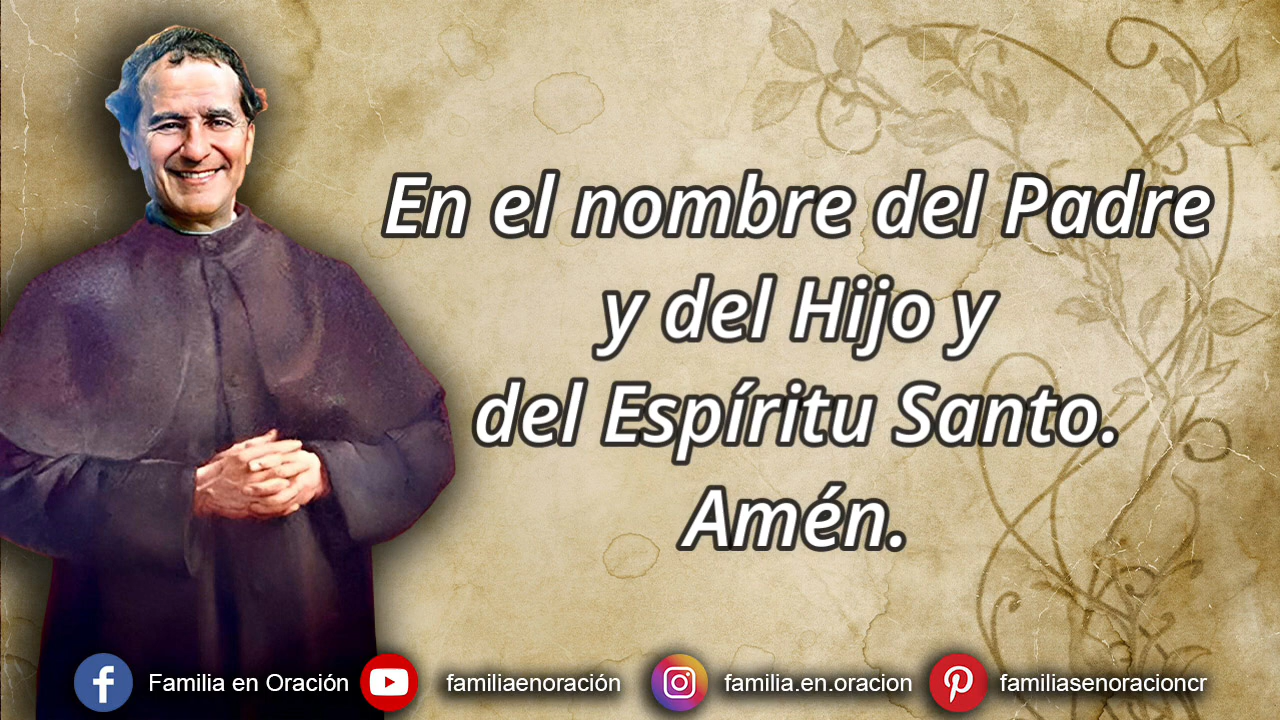 En el nombre del Padre
y del Hijo y
del Espíritu Santo.
Amén.
Familia en Oración familiaenoración familia.en.oracion familiasenoracioncr